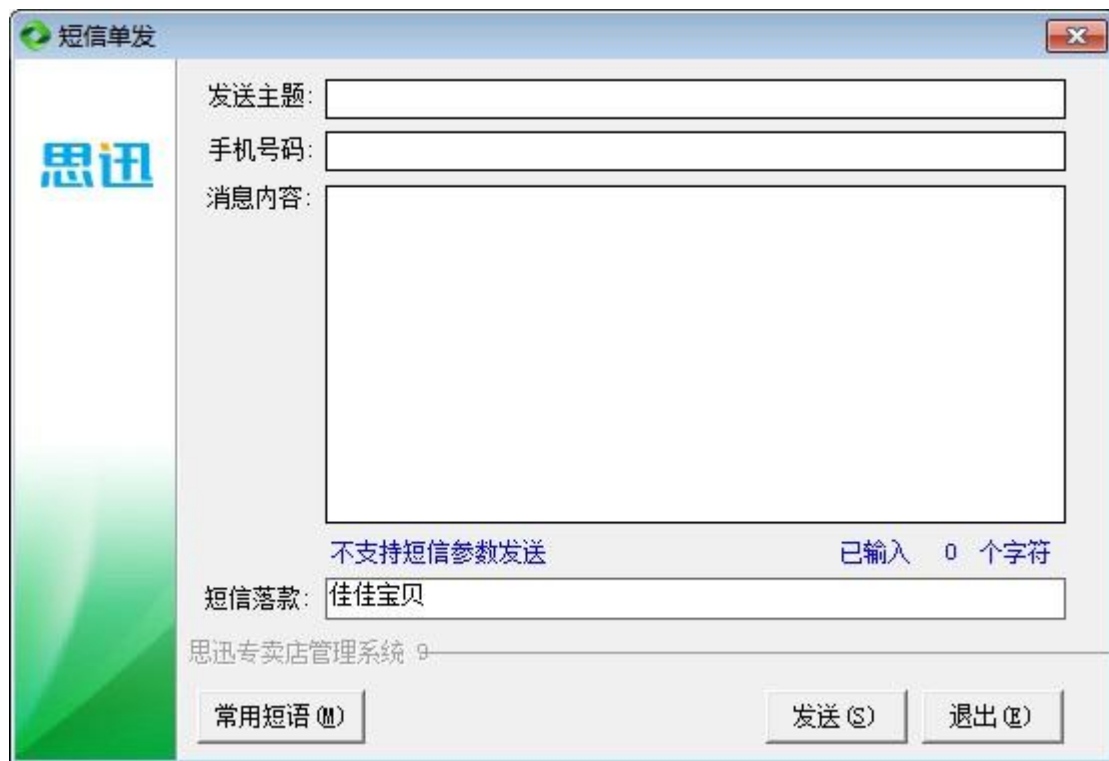 短信单发
思迅
发送主题:
手机号码:
消息内容:
不支持短信参数发送 已输入 0 个字符
短信落款: 佳佳宝贝
思迅专卖店管理系统 9
常用短语(M) 发送(S) 退出(E)